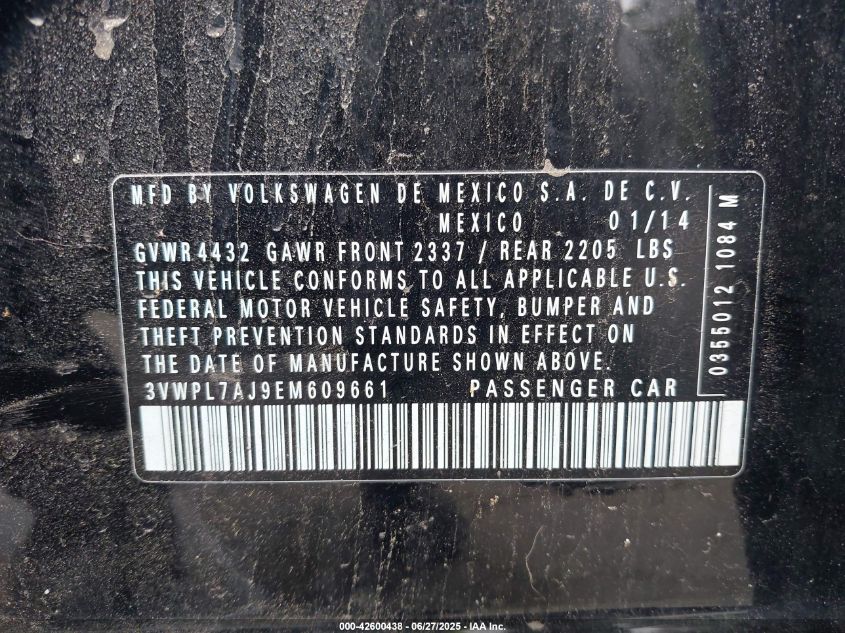 MFD BY VOLKSWAGEN DE MEXICO S.A. DE C.V.
MEXICO 01/14
GVWR 4432 GAWR FRONT 2337 / REAR 2205 LBS
THIS VEHICLE CONFORMS TO ALL APPLICABLE U.S.
FEDERAL MOTOR VEHICLE SAFETY, BUMPER AND
THEFT PREVENTION STANDARDS IN EFFECT ON
THE DATE OF MANUFACTURE SHOWN ABOVE.
3VWPL7AJ9EM609661 PASSENGER CAR
0355012 1084 M
000-42600438 - 06/27/2025 - IAA Inc.